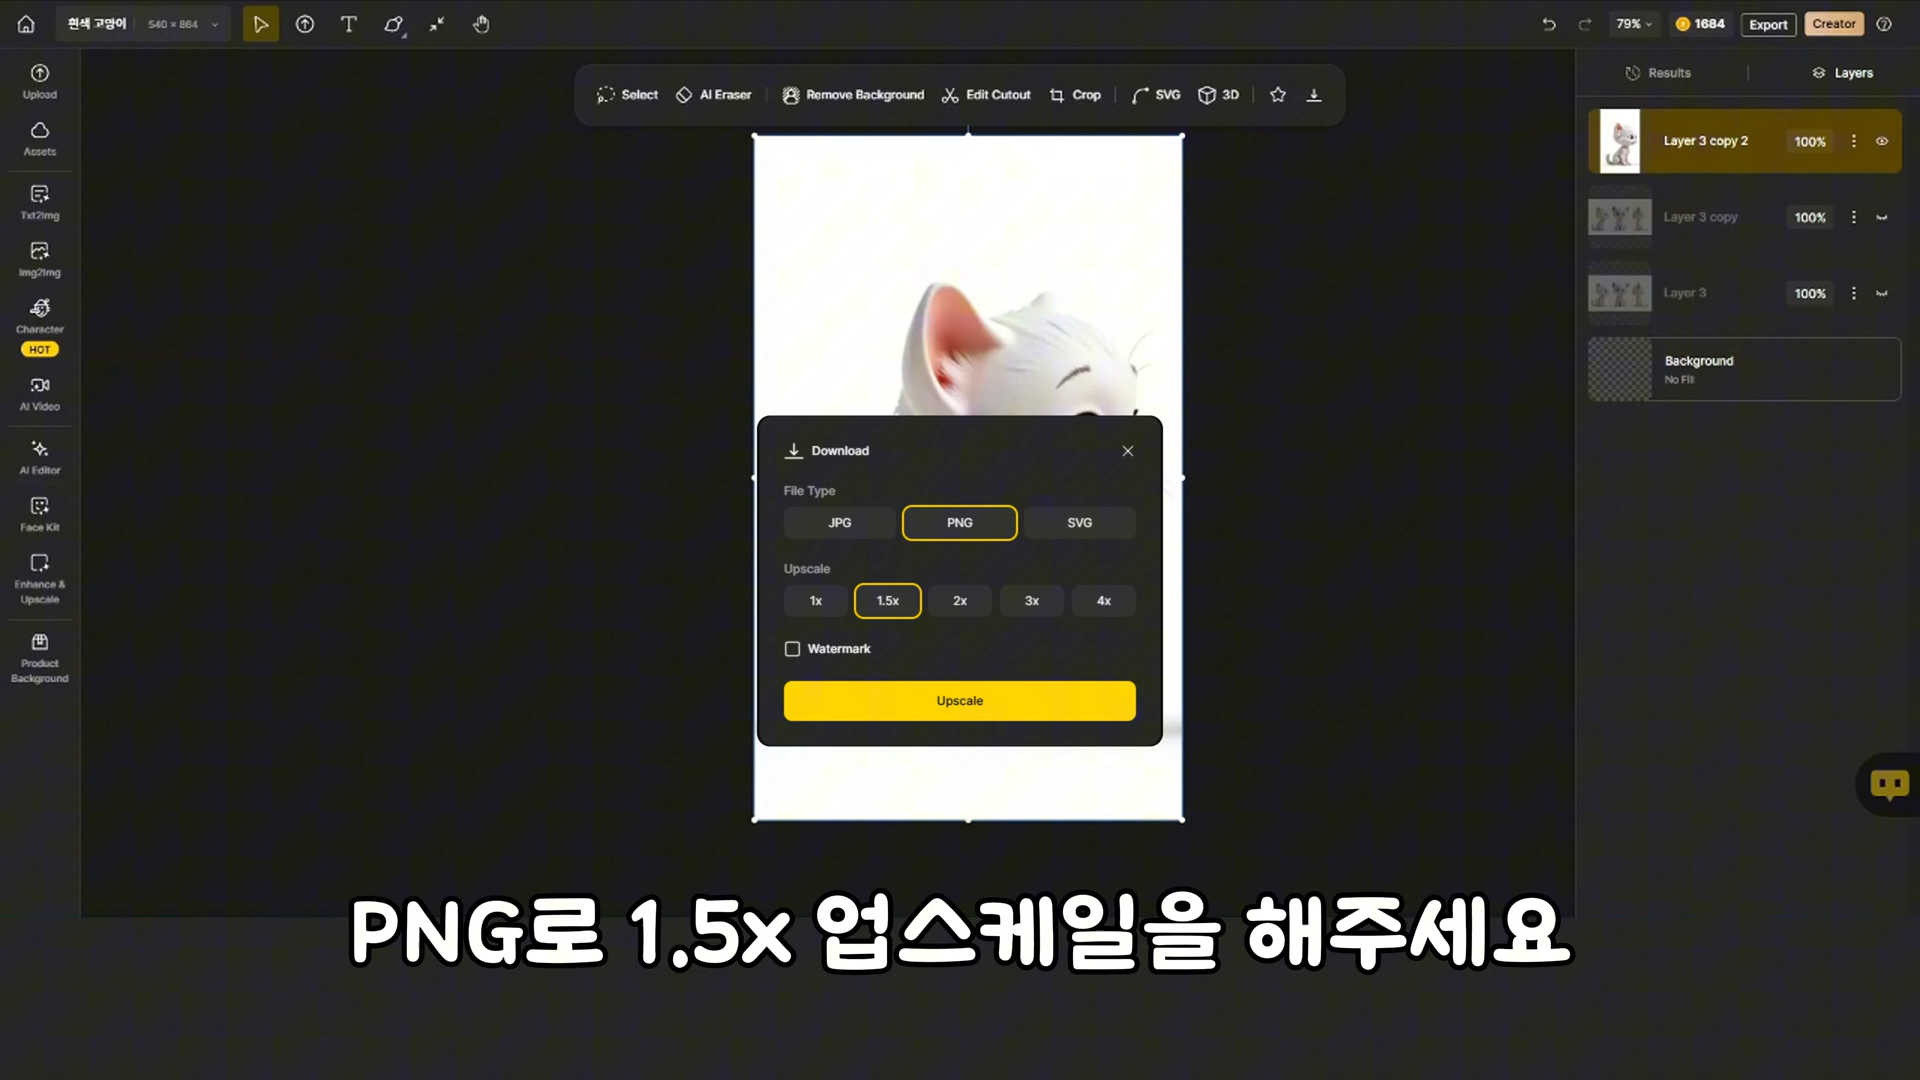 흰색 고양이
540 × 864
79%
1684
Export
Creator
Upload
Assets
Txt2Img
Img2Img
Character
HOT
AI Video
AI Editor
Face Kit
Enhance &
Upscale
Product
Background
Select
AI Eraser
Remove Background
Edit Cutout
Crop
SVG
3D
Results
Layers
Layer 3 copy 2
100%
Layer 3 copy
100%
Layer 3
100%
Background
No Fill
Download
File Type
JPG
PNG
SVG
Upscale
1x
1.5x
2x
3x
4x
Watermark
Upscale
PNG로 1.5x 업스케일을 해주세요